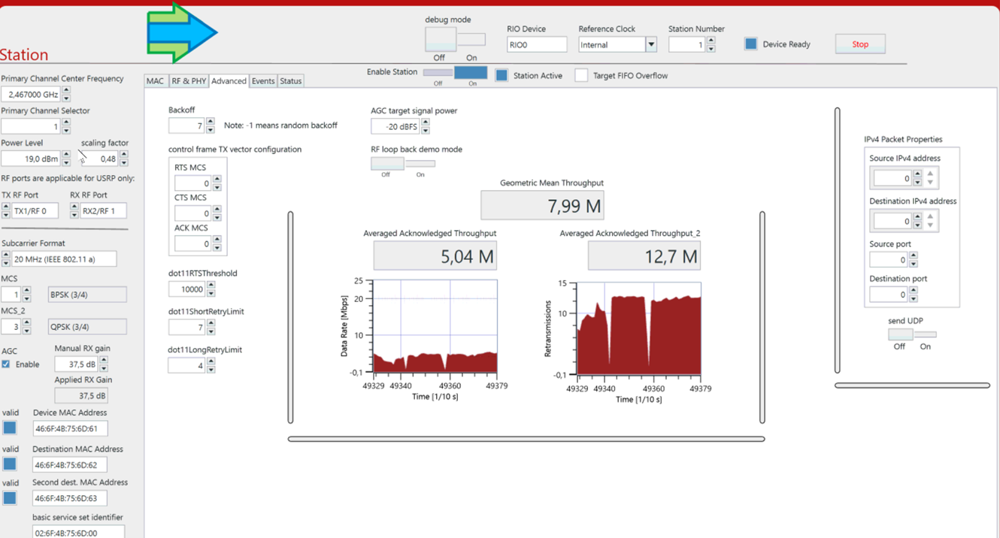 debug mode
Off On
RIO Device
RIO0
Reference Clock
Internal
Station Number
1
Device Ready
Stop
Station
Enable Station
Off On
Station Active
Target FIFO Overflow
Primary Channel Center Frequency
2,467000 GHz
Primary Channel Selector
1
Power Level
19,0 dBm
scaling factor
0,48
RF ports are applicable for USRP only:
TX RF Port
TX1/RF 0
RX RF Port
RX2/RF 1
Subcarrier Format
20 MHz (IEEE 802.11 a)
MCS
1
BPSK (3/4)
MCS_2
3
QPSK (3/4)
AGC
Enable
Manual RX gain
37,5 dB
Applied RX Gain
37,5 dB
valid
Device MAC Address
46:6F:4B:75:6D:61
valid
Destination MAC Address
46:6F:4B:75:6D:62
valid
Second dest. MAC Address
46:6F:4B:75:6D:63
basic service set identifier
02:6F:4B:75:6D:00
MAC
RF & PHY
Advanced
Events
Status
Backoff
7
Note: -1 means random backoff
control frame TX vector configuration
RTS MCS
0
CTS MCS
0
ACK MCS
0
dot11RTSThreshold
10000
dot11ShortRetryLimit
7
dot11LongRetryLimit
4
AGC target signal power
-20 dBFS
RF loop back demo mode
Off On
Geometric Mean Throughput
7,99 M
Averaged Acknowledged Throughput
5,04 M
Data Rate [Mbps]
25
20
10
-0,1
49329 49340 49360 49379
Time [1/10 s]
Averaged Acknowledged Throughput_2
12,7 M
Retransmissions
15
10
-0,1
49329 49340 49360 49379
Time [1/10 s]
IPv4 Packet Properties
Source IPv4 address
0
Destination IPv4 address
0
Source port
0
Destination port
0
send UDP
Off On